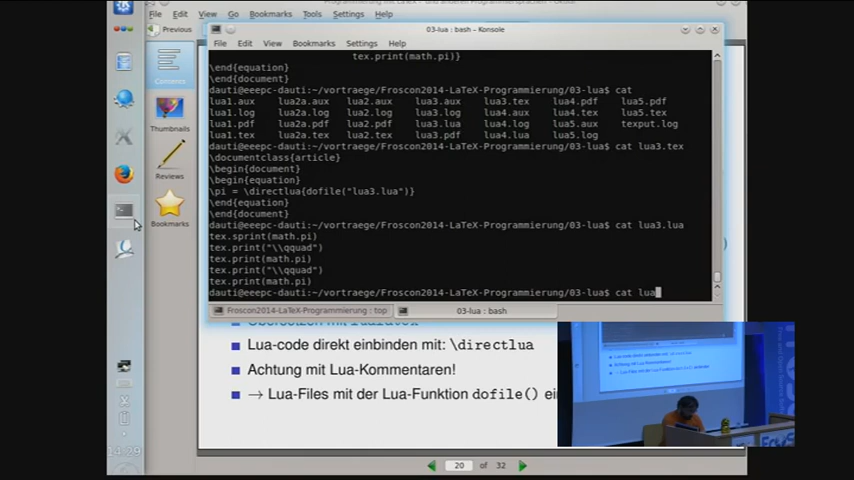 File Edit View Go Bookmarks Tools Settings Help
Previous
03-lua : bash – Konsole
File Edit View Bookmarks Settings Help
Contents
Thumbnails
Reviews
Bookmarks
tex.print(math.pi)}
\end{equation}
\end{document}
dauti@eeepc-dauti:~/vortraege/Froscon2014-LaTeX-Programmierung/03-lua$ cat
lua1.aux lua2a.aux lua2.aux lua3.aux lua3.tex lua4.pdf lua5.pdf
lua1.log lua2a.log lua2.log lua3.log lua4.aux lua4.tex lua5.tex
lua1.pdf lua2a.pdf lua2.pdf lua3.lua lua4.log lua5.aux texput.log
lua1.tex lua2a.tex lua2.tex lua3.pdf lua4.lua lua5.log
dauti@eeepc-dauti:~/vortraege/Froscon2014-LaTeX-Programmierung/03-lua$ cat lua3.tex
\documentclass{article}
\begin{document}
\begin{equation}
\pi = \directlua{dofile("lua3.lua")}
\end{equation}
\end{document}
dauti@eeepc-dauti:~/vortraege/Froscon2014-LaTeX-Programmierung/03-lua$ cat lua3.lua
tex.sprint(math.pi)
tex.print("\\qquad")
tex.print(math.pi)
tex.print("\\qquad")
tex.print(math.pi)
dauti@eeepc-dauti:~/vortraege/Froscon2014-LaTeX-Programmierung/03-lua$ cat lua
Froscon2014-LaTeX-Programmierung : top
03-lua : bash
Lua-code direkt einbinden mit: \directlua
Achtung mit Lua-Kommentaren!
→ Lua-Files mit der Lua-Funktion dofile() ei
20 of 32
14:29